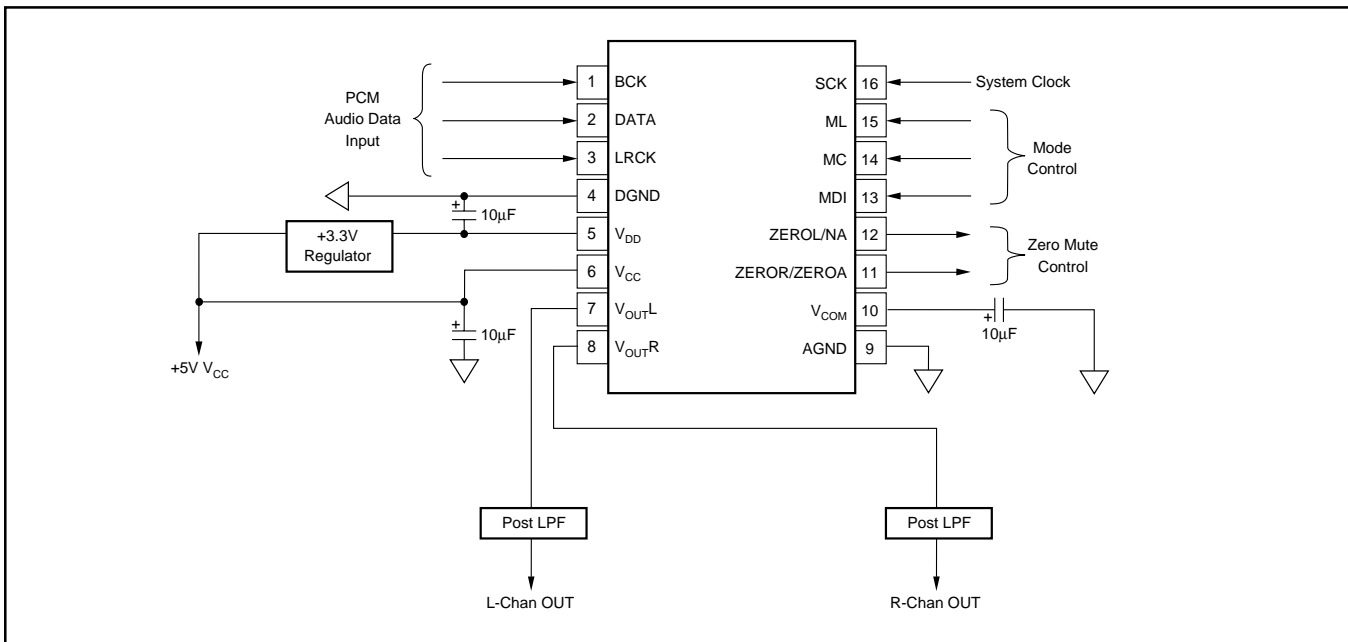 PCM
Audio Data
Input
1 BCK
2 DATA
3 LRCK
4 DGND
5 VDD
6 VCC
7 VOUTL
8 VOUTR
SCK 16
ML 15
MC 14
MDI 13
ZEROL/NA 12
ZEROR/ZEROA 11
VCOM 10
AGND 9
System Clock
Mode
Control
Zero Mute
Control
+
10µF
+3.3V
Regulator
+
10µF
+5V VCC
+
10µF
Post LPF
L-Chan OUT
Post LPF
R-Chan OUT